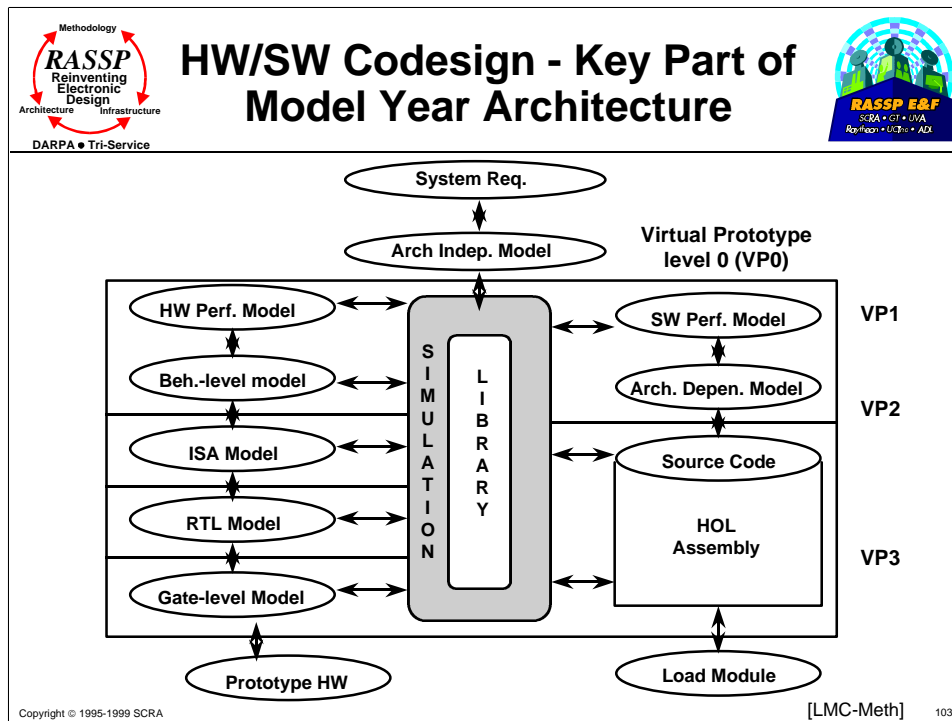 Methodology
RASSP
Reinventing
Electronic
Design
Architecture Infrastructure
DARPA ● Tri-Service
HW/SW Codesign - Key Part of
Model Year Architecture
RASSP E&F
SCRA • GT • UVA
Raytheon • UCinc • ADL
System Req.
Arch Indep. Model
Virtual Prototype
level 0 (VP0)
HW Perf. Model
SW Perf. Model
VP1
Beh.-level model
Arch. Depen. Model
VP2
ISA Model
Source Code
RTL Model
HOL
Assembly
VP3
Gate-level Model
SIMULATION
LIBRARY
Prototype HW
Load Module
Copyright © 1995-1999 SCRA
[LMC-Meth]
103